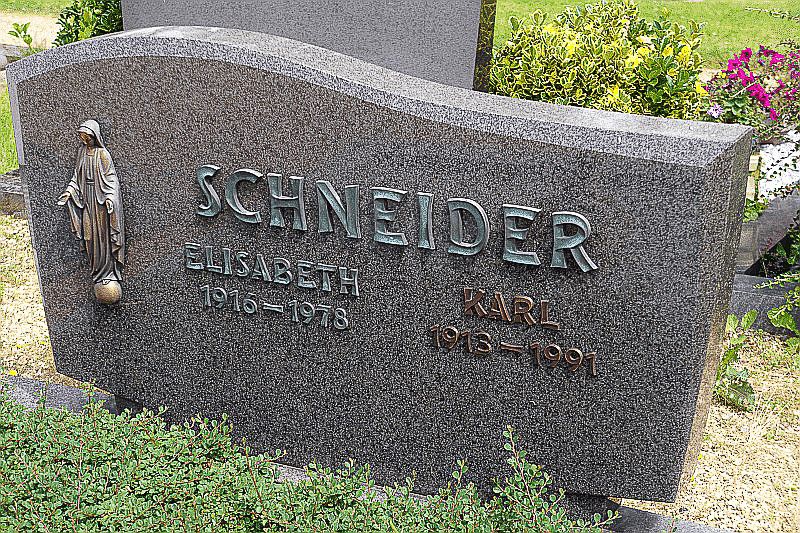 SCHNEIDER
ELISABETH
1916–1978
KARL
1913–1991